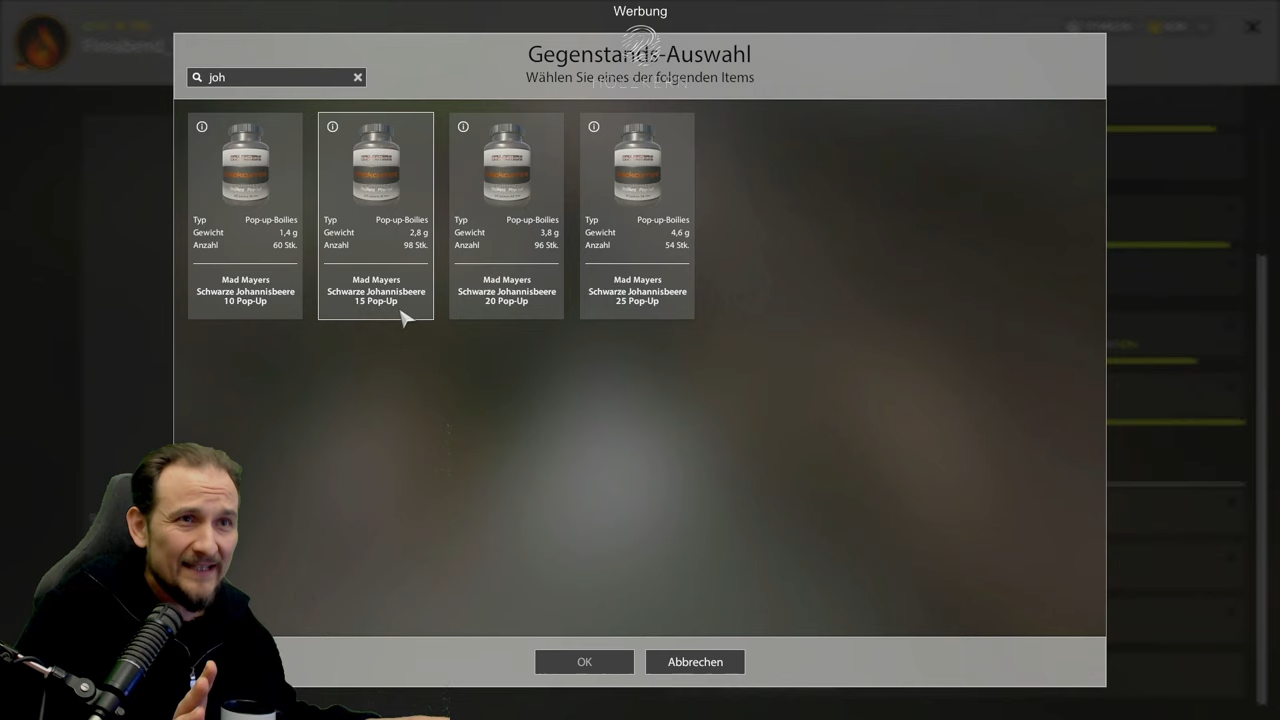 Werbung
Gegenstands-Auswahl
Wählen Sie eines der folgenden Items
joh
Typ Pop-up-Boilies
Gewicht 1,4 g
Anzahl 60 Stk.
Mad Mayers
Schwarze Johannisbeere
10 Pop-Up
Typ Pop-up-Boilies
Gewicht 2,8 g
Anzahl 98 Stk.
Mad Mayers
Schwarze Johannisbeere
15 Pop-Up
Typ Pop-up-Boilies
Gewicht 3,8 g
Anzahl 96 Stk.
Mad Mayers
Schwarze Johannisbeere
20 Pop-Up
Typ Pop-up-Boilies
Gewicht 4,6 g
Anzahl 54 Stk.
Mad Mayers
Schwarze Johannisbeere
25 Pop-Up
OK
Abbrechen